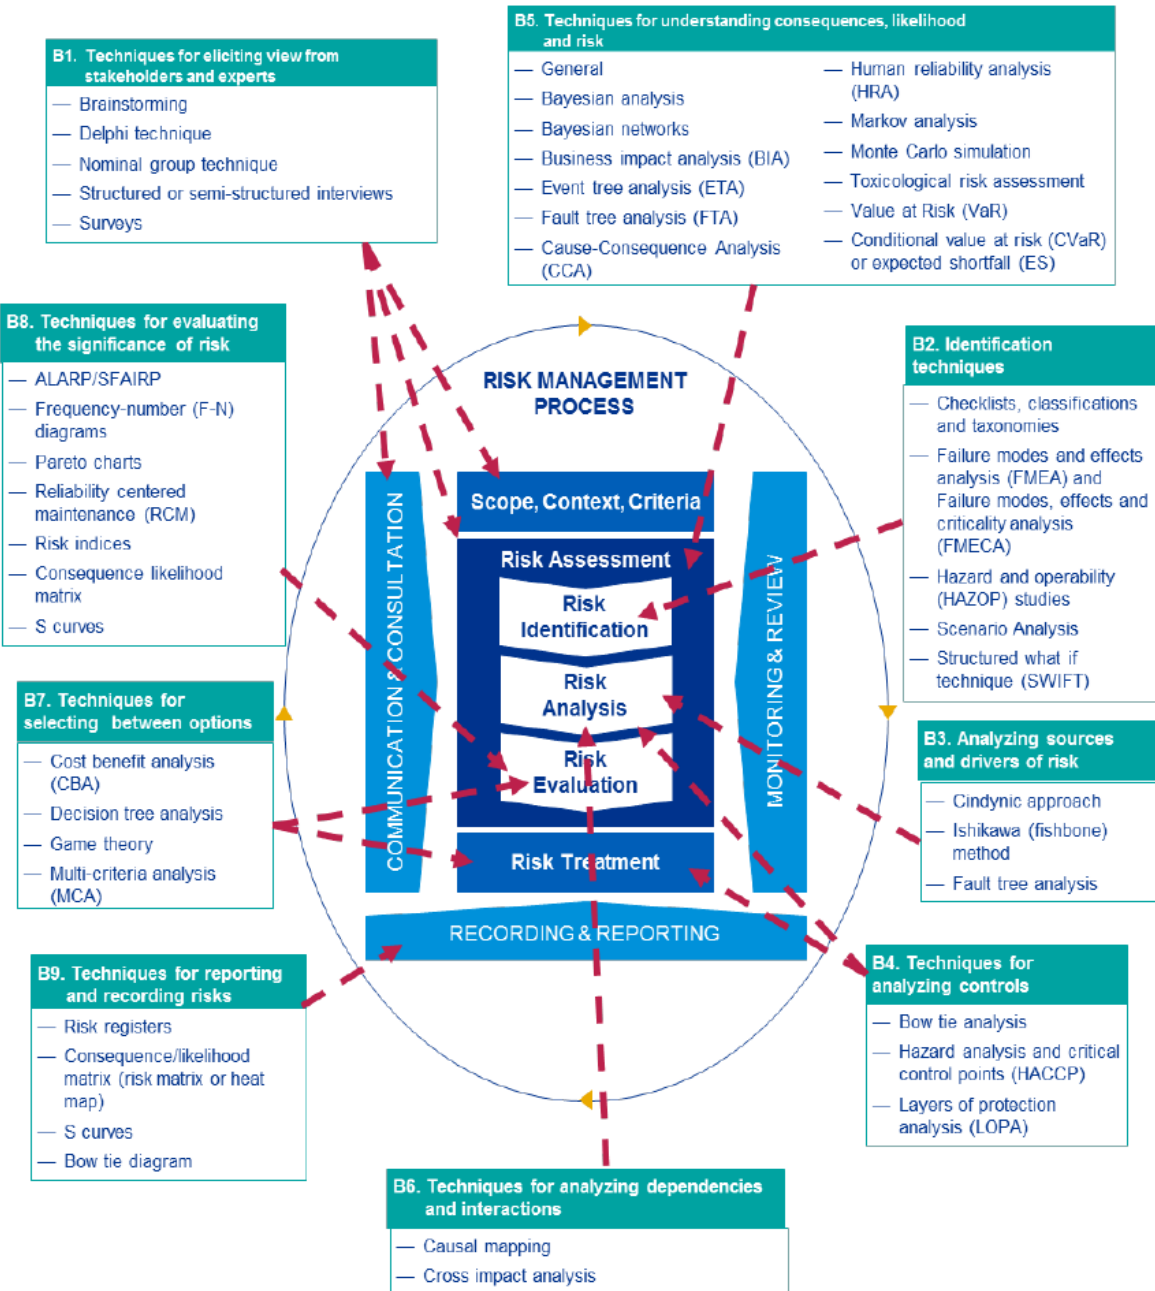 B1. Techniques for eliciting view from
stakeholders and experts
— Brainstorming
— Delphi technique
— Nominal group technique
— Structured or semi-structured interviews
— Surveys
B5. Techniques for understanding consequences, likelihood
and risk
— General
— Bayesian analysis
— Bayesian networks
— Business impact analysis (BIA)
— Event tree analysis (ETA)
— Fault tree analysis (FTA)
— Cause-Consequence Analysis
(CCA)
— Human reliability analysis
(HRA)
— Markov analysis
— Monte Carlo simulation
— Toxicological risk assessment
— Value at Risk (VaR)
— Conditional value at risk (CVaR)
or expected shortfall (ES)
B8. Techniques for evaluating
the significance of risk
— ALARP/SFAIRP
— Frequency-number (F-N)
diagrams
— Pareto charts
— Reliability centered
maintenance (RCM)
— Risk indices
— Consequence likelihood
matrix
— S curves
RISK MANAGEMENT
PROCESS
B2. Identification
techniques
— Checklists, classifications
and taxonomies
— Failure modes and effects
analysis (FMEA) and
Failure modes, effects and
criticality analysis
(FMECA)
— Hazard and operability
(HAZOP) studies
— Scenario Analysis
— Structured what if
technique (SWIFT)
COMMUNICATION & CONSULTATION
Scope, Context, Criteria
Risk Assessment
Risk
Identification
Risk
Analysis
Risk
Evaluation
Risk Treatment
MONITORING & REVIEW
RECORDING & REPORTING
B7. Techniques for
selecting between options
— Cost benefit analysis
(CBA)
— Decision tree analysis
— Game theory
— Multi-criteria analysis
(MCA)
B3. Analyzing sources
and drivers of risk
— Cindynic approach
— Ishikawa (fishbone)
method
— Fault tree analysis
B9. Techniques for reporting
and recording risks
— Risk registers
— Consequence/likelihood
matrix (risk matrix or heat
map)
— S curves
— Bow tie diagram
B4. Techniques for
analyzing controls
— Bow tie analysis
— Hazard analysis and critical
control points (HACCP)
— Layers of protection
analysis (LOPA)
B6. Techniques for analyzing dependencies
and interactions
— Causal mapping
— Cross impact analysis